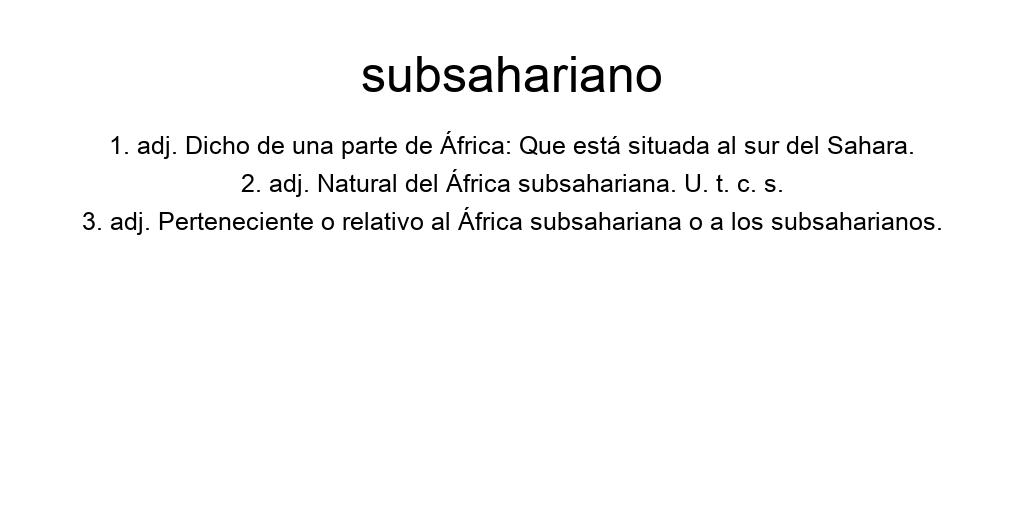 subsahariano
1. adj. Dicho de una parte de África: Que está situada al sur del Sahara.
2. adj. Natural del África subsahariana. U. t. c. s.
3. adj. Perteneciente o relativo al África subsahariana o a los subsaharianos.